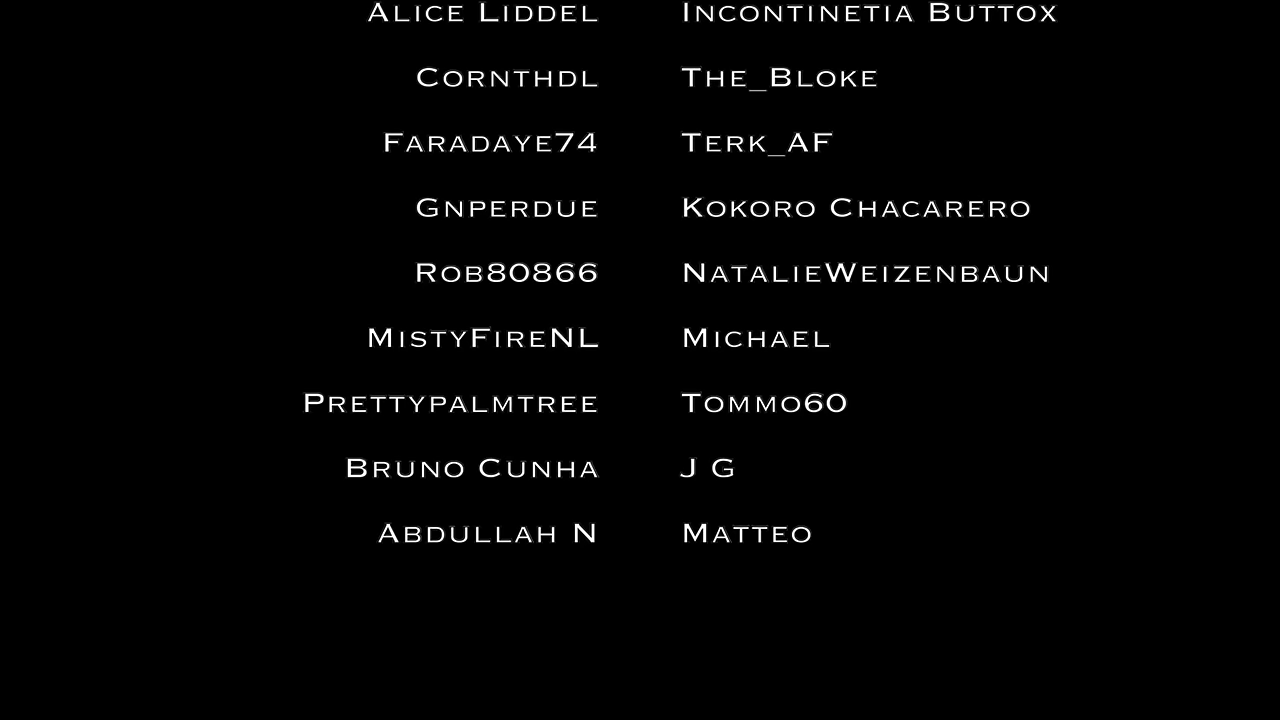 Alice Liddel Incontinetia Buttox
Cornthdl The_Bloke
Faradaye74 Terk_AF
Gnperdue Kokoro Chacarero
Rob80866 NatalieWeizenbaun
MistyFireNL Michael
Prettypalmtree Tommo60
Bruno Cunha J G
Abdullah N Matteo